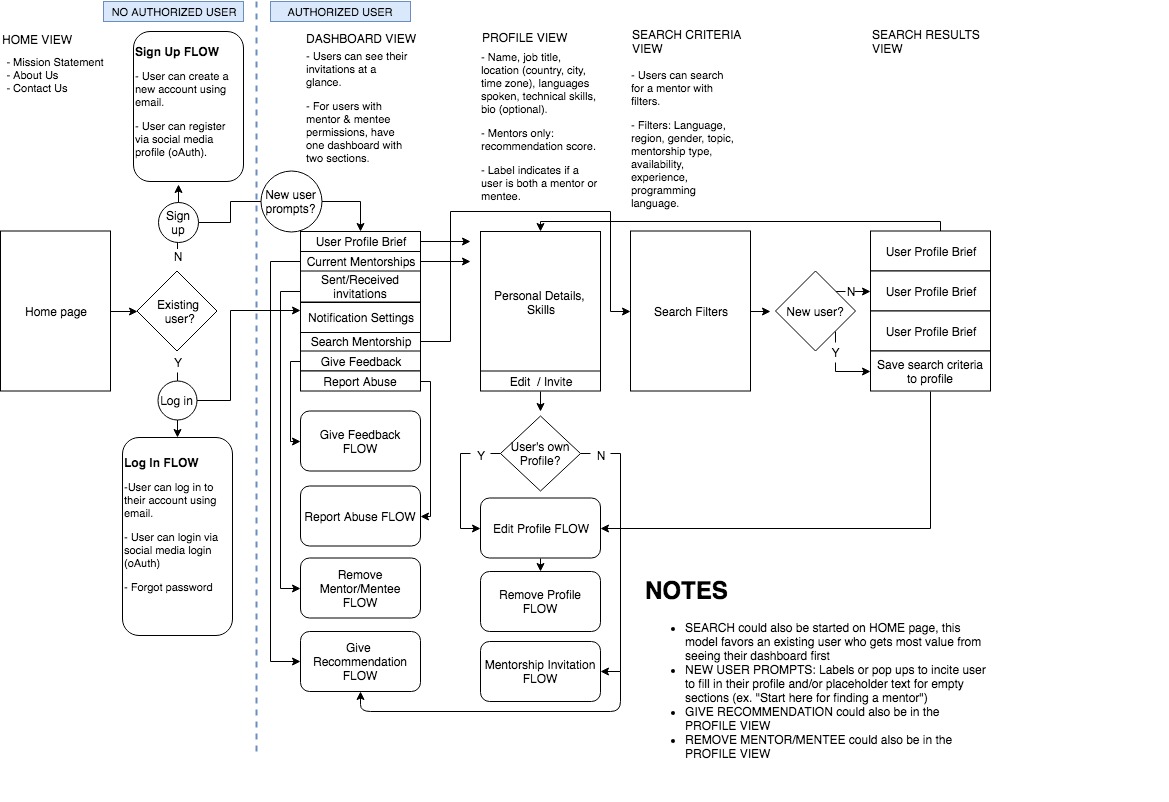 NO AUTHORIZED USER
AUTHORIZED USER
HOME VIEW
- Mission Statement
- About Us
- Contact Us
Sign Up FLOW
- User can create a
new account using
email.
- User can register
via social media
profile (oAuth).
DASHBOARD VIEW
- Users can see their
invitations at a
glance.
- For users with
mentor & mentee
permissions, have
one dashboard with
two sections.
PROFILE VIEW
- Name, job title,
location (country, city,
time zone), languages
spoken, technical skills,
bio (optional).
- Mentors only:
recommendation score.
- Label indicates if a
user is both a mentor or
mentee.
SEARCH CRITERIA
VIEW
- Users can search
for a mentor with
filters.
- Filters: Language,
region, gender, topic,
mentorship type,
availability,
experience,
programming
language.
SEARCH RESULTS
VIEW
Sign
up
New user
prompts?
N
Home page
Existing
user?
Y
Log in
Log In FLOW
-User can log in to
their account using
email.
- User can login via
social media login
(oAuth)
- Forgot password
User Profile Brief
Current Mentorships
Sent/Received
invitations
Notification Settings
Search Mentorship
Give Feedback
Report Abuse
Give Feedback
FLOW
Report Abuse FLOW
Remove
Mentor/Mentee
FLOW
Give
Recommendation
FLOW
Personal Details,
Skills
Edit / Invite
Y
User's own
Profile?
N
Edit Profile FLOW
Remove Profile
FLOW
Mentorship Invitation
FLOW
Search Filters
New user?
N
Y
User Profile Brief
User Profile Brief
User Profile Brief
Save search criteria
to profile
NOTES
• SEARCH could also be started on HOME page, this
model favors an existing user who gets most value from
seeing their dashboard first
• NEW USER PROMPTS: Labels or pop ups to incite user
to fill in their profile and/or placeholder text for empty
sections (ex. "Start here for finding a mentor")
• GIVE RECOMMENDATION could also be in the
PROFILE VIEW
• REMOVE MENTOR/MENTEE could also be in the
PROFILE VIEW